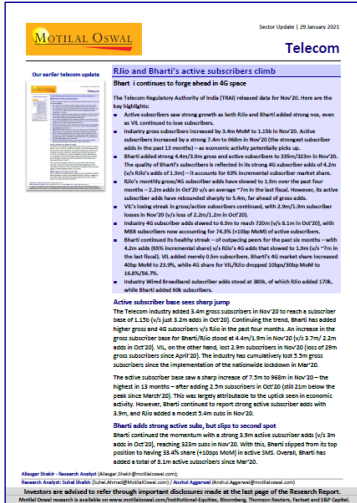 Sector Update | 29 January 2021
MOTILAL OSWAL
Telecom
Our earlier telecom update
RJio and Bharti's active subscribers climb
Bhart i continues to forge ahead in 4G space
The Telecom Regulatory Authority of India (TRAI) released data for Nov'20. Here are the
key highlights:
Active subscribers saw strong growth as both RJio and Bharti added strong nos, even
as VIL continued to lose subscribers.
Industry gross subscribers increased by 3.4m MoM to 1.15b in Nov'20. Active
subscribers increased by a strong 7.4m to 968m in Nov'20 (the strongest subscriber
adds in the past 13 months) – as economic activity potentially picks up.
Bharti added strong 4.4m/3.9m gross and active subscribers to 335m/323m in Nov'20.
The quality of Bharti's subscribers is reflected in its strong 4G subscriber adds of 4.2m
(v/s RJio's adds of 1.9m) – it accounts for 65% incremental subscriber market share.
RJio's monthly gross/4G subscriber adds have slowed to 1.9m over the past four
months – 2.2m adds in Oct'20 v/s an average ~7m in the last fiscal. However, its active
subscriber adds have rebounded sharply to 5.4m, far ahead of gross adds.
VIL's losing streak in gross/active subscribers continued, with 2.9m/1.9m subscriber
losses in Nov'20 (v/s loss of 2.2m/1.2m in Oct'20).
Industry 4G subscriber adds slowed to 6.5m to reach 720m (v/s 8.1m in Oct'20), with
MBB subscribers now accounting for 74.3% (+10bp MoM) of active subscribers.
Bharti continued its healthy streak – of outpacing peers for the past six months – with
4.2m adds (65% incremental share) v/s RJio's 4G adds that slowed to 1.9m (v/s ~7m in
the last fiscal). VIL added merely 0.5m subscribers. Bharti's 4G market share increased
40bp MoM to 23.9%, while 4G share for VIL/RJio dropped 10bps/30bp MoM to
16.8%/56.7%.
Industry Wired Broadband subscriber adds stood at 380k, of which RJio added 170k,
while Bharti added 60k subscribers.
Active subscriber base sees sharp jump
The Telecom industry added 3.4m gross subscribers in Nov'20 to reach a subscriber
base of 1.15b (v/s just 3.2m adds in Oct'20). Continuing the trend, Bharti has added
higher gross and 4G subscribers v/s RJio in the past four months. An increase in the
gross subscriber base for Bharti/RJio stood at 4.4m/1.9m in Nov'20 (v/s 3.7m/ 2.2m
adds in Oct'20). VIL, on the other hand, lost 2.9m subscribers in Nov'20 (loss of 29m
gross subscribers since April'20). The industry has cumulatively lost 3.5m gross
subscribers since the implementation of the nationwide lockdown in Mar'20.
The active subscriber base saw a sharp increase of 7.5m to 968m in Nov'20 – the
highest in 13 months – after adding 2.5m subscribers in Oct'20 (still 21m below the
peak since March'20). This was largely attributable to the uptick seen in economic
activity. However, Bharti continued to report strong active subscriber adds with
3.9m, and RJio added a modest 5.4m subs in Nov'20.
Bharti adds strong active subs, but slips to second spot
Bharti continued the momentum with a strong 3.9m active subscriber adds (v/s 3m
adds in Oct'20), reaching 323m subs in Nov'20. With this, Bharti slipped from its top
position to having 33.4% share (+10bps MoM) in active SMS. Overall, Bharti has
added a total of 8.1m active subscribers since Mar'20.
Aliasgar Shakir - Research Analyst (Aliasgar.Shakir@motilaloswal.com);
Research Analyst: Suhel Shaikh (Suhel.Ahmad@MotilalOswal.com) / Anshul Aggarwal (Anshul.Aggarwal@motilaloswal.com)
Investors are advised to refer through important disclosures made at the last page of the Research Report.
Motilal Oswal research is available on www.motilaloswal.com/Institutional-Equities, Bloomberg, Thomson Reuters, Factset and S&P Capital.